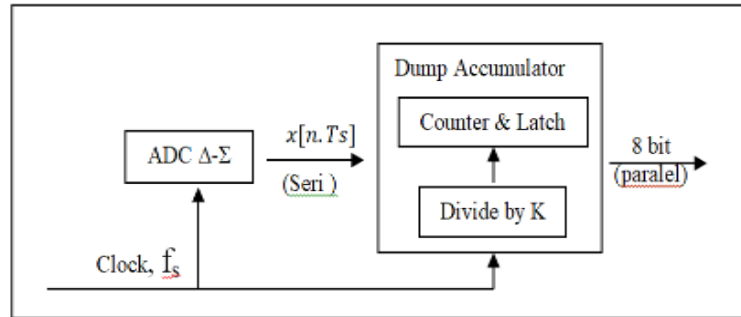 Dump Accumulator
Counter & Latch
x[n.Ts]
ADC Δ-Σ
(Seri )
8 bit
(paralel)
Divide by K
Clock, fs